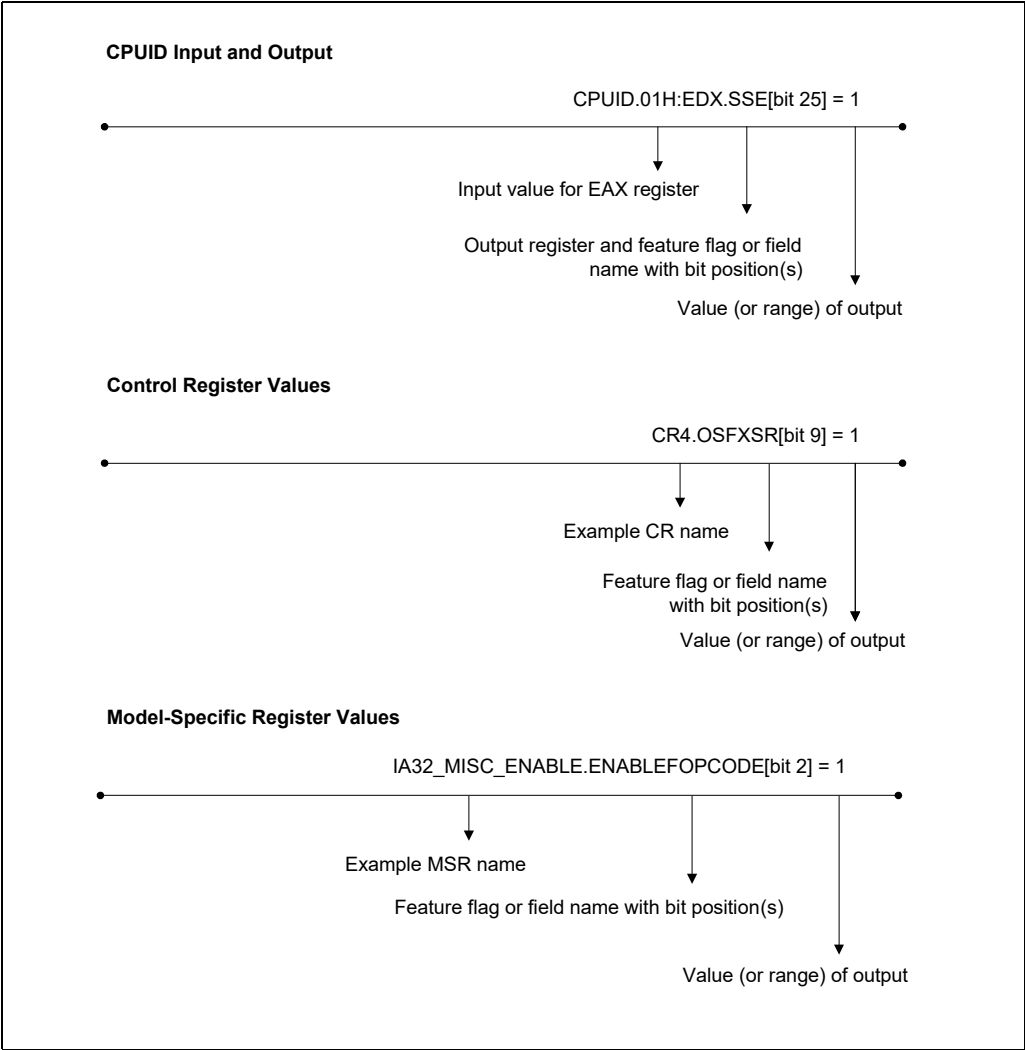 CPUID Input and Output
CPUID.01H:EDX.SSE[bit 25] = 1
Input value for EAX register
Output register and feature flag or field
name with bit position(s)
Value (or range) of output
Control Register Values
CR4.OSFXSR[bit 9] = 1
Example CR name
Feature flag or field name
with bit position(s)
Value (or range) of output
Model-Specific Register Values
IA32_MISC_ENABLE.ENABLEFOPCODE[bit 2] = 1
Example MSR name
Feature flag or field name with bit position(s)
Value (or range) of output